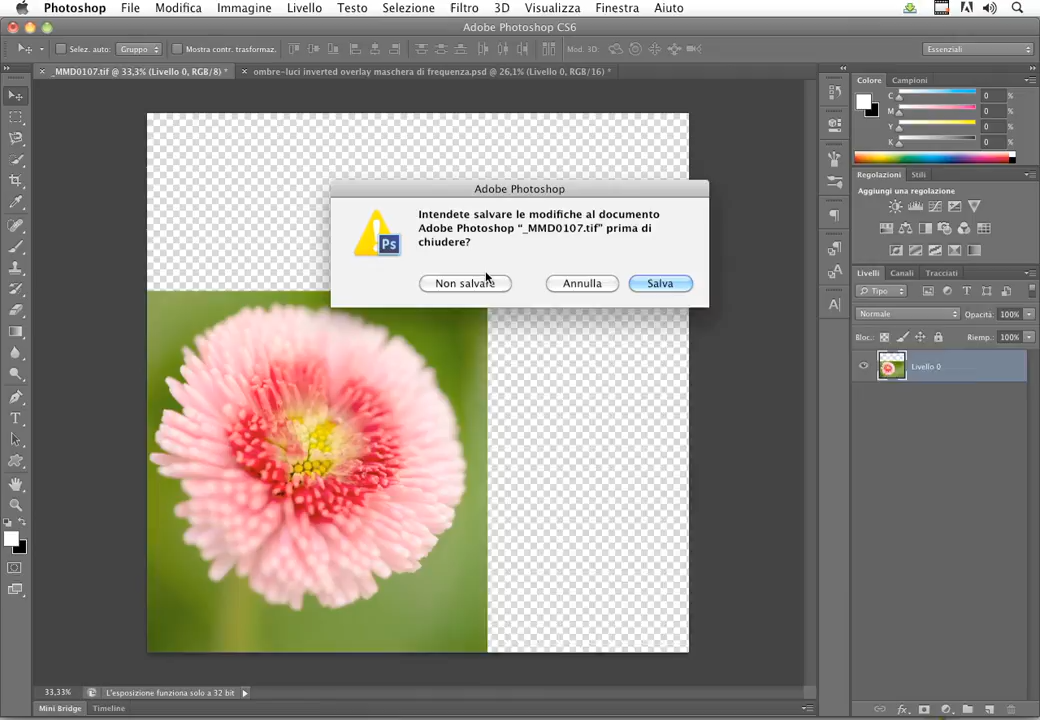 Photoshop File Modifica Immagine Livello Testo Selezione Filtro 3D Visualizza Finestra Aiuto
Adobe Photoshop CS6
Selez. auto: Gruppo Mostra contr. trasformaz. Mod. 3D: Essenziali
_MMD0107.tif @ 33,3% (Livello 0, RGB/8) * ombre-luci inverted overlay maschera di frequenza.psd @ 26,1% (Livello 0, RGB/16) *
Colore Campioni
C 0 %
M 0 %
Y 0 %
K 0 %
Regolazioni Stili
Aggiungi una regolazione
Adobe Photoshop
Intendete salvare le modifiche al documento
Adobe Photoshop “_MMD0107.tif” prima di
chiudere?
Non salvare Annulla Salva
Ps
Livelli Canali Tracciati
Tipo
Normale Opacità: 100%
Bloc.: Riemp.: 100%
Livello 0
33,33% L'esposizione funziona solo a 32 bit
Mini Bridge Timeline